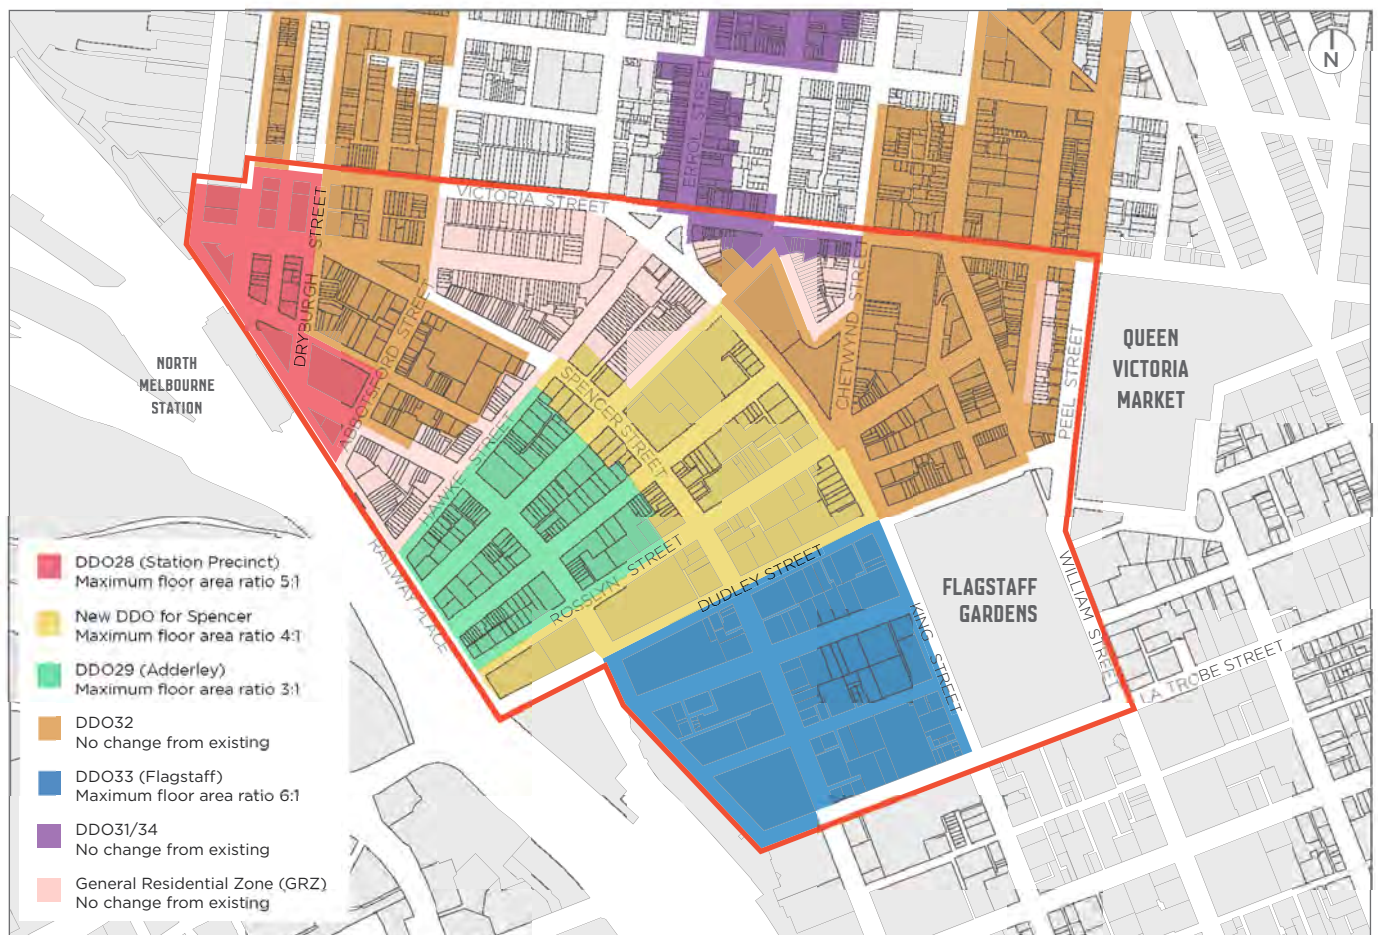 N
VICTORIA STREET
ERROL STREET
DRYBURGH STREET
ABBOTSFORD STREET
CHETWYND STREET
PEEL STREET
QUEEN
VICTORIA
MARKET
NORTH
MELBOURNE
STATION
SPENCER STREET
HAWKE STREET
RAILWAY PLACE
ROSSLYN STREET
DUDLEY STREET
FLAGSTAFF
GARDENS
KING STREET
WILLIAM STREET
LA TROBE STREET
DDO28 (Station Precinct)
Maximum floor area ratio 5:1
New DDO for Spencer
Maximum floor area ratio 4:1
DDO29 (Adderley)
Maximum floor area ratio 3:1
DDO32
No change from existing
DDO33 (Flagstaff)
Maximum floor area ratio 6:1
DDO31/34
No change from existing
General Residential Zone (GRZ)
No change from existing